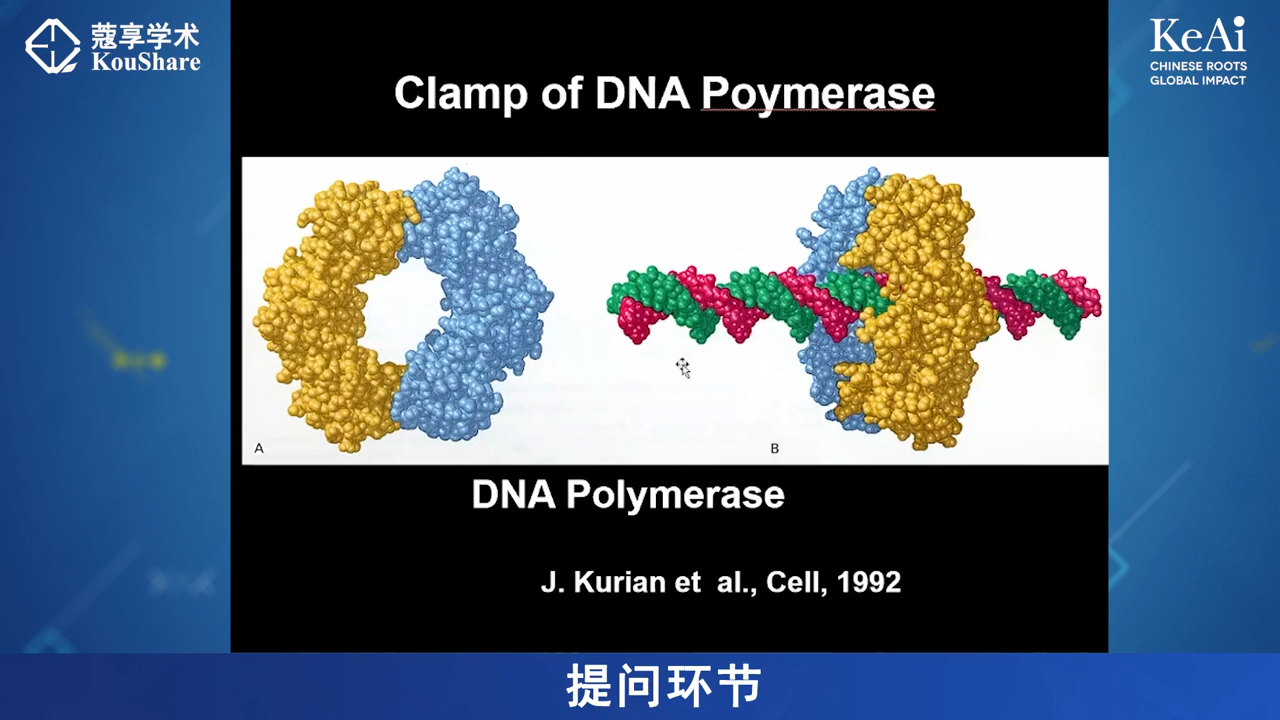 蔻享学术
KouShare
KeAi
CHINESE ROOTS
GLOBAL IMPACT
Clamp of DNA Poymerase
A
B
DNA Polymerase
J. Kurian et al., Cell, 1992
提问环节